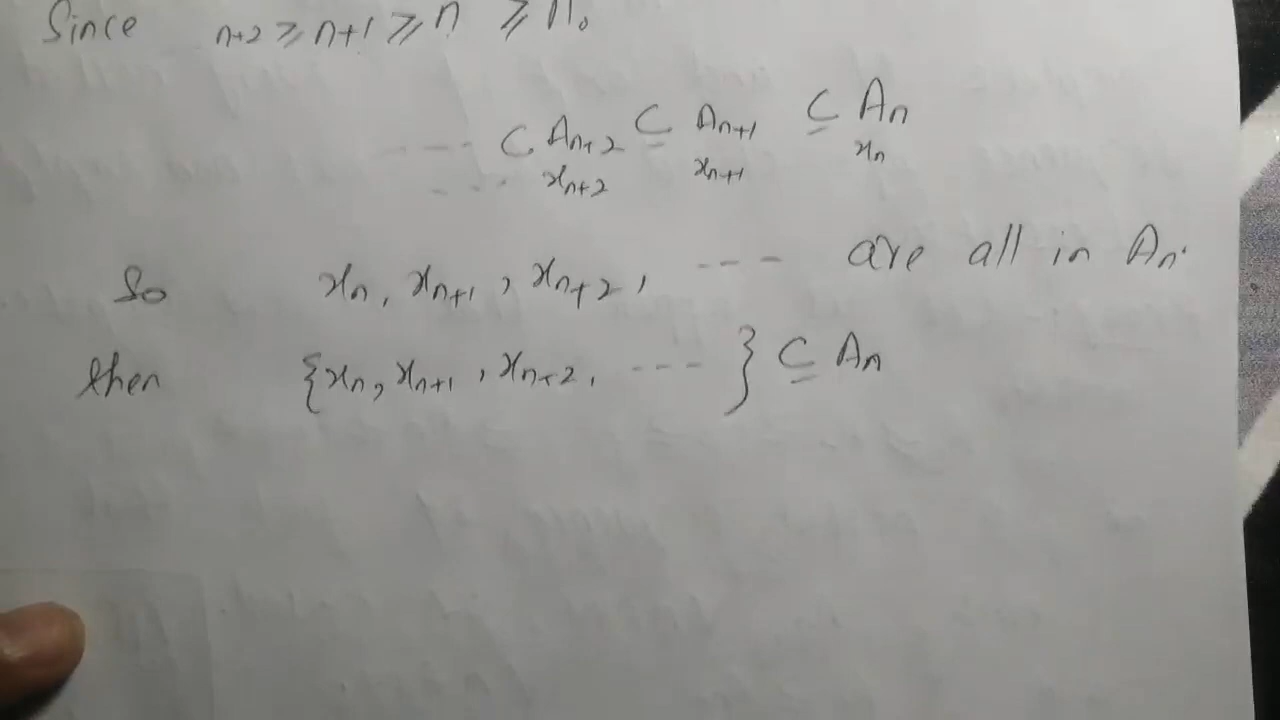 Since n+2 ⩾ n+1 ⩾ n ⩾ n₀
---- ⊂ Aₙ₊₂ ⊆ Aₙ₊₁ ⊆ Aₙ
---- xₙ₊₂ xₙ₊₁ xₙ
So xₙ, xₙ₊₁, xₙ₊₂, ---- are all in Aₙ.
then {xₙ, xₙ₊₁, xₙ₊₂, ---- } ⊆ Aₙ